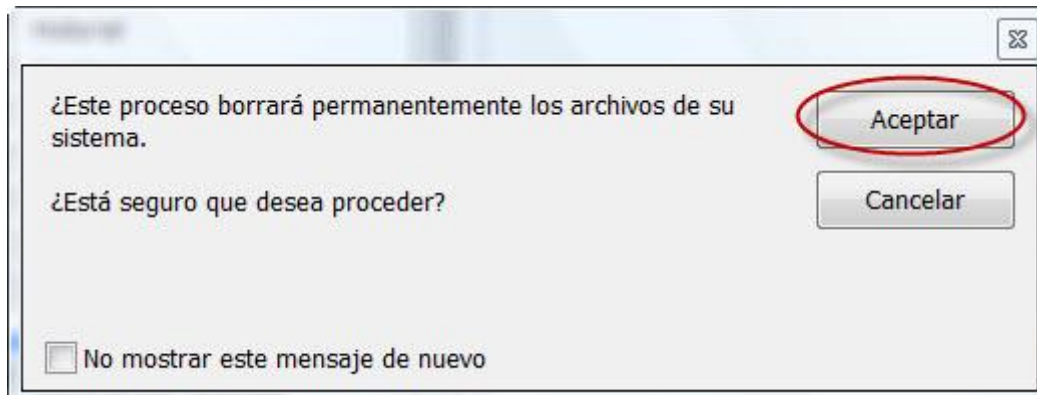 ¿Este proceso borrará permanentemente los archivos de su
sistema.
Aceptar
¿Está seguro que desea proceder?
Cancelar
No mostrar este mensaje de nuevo